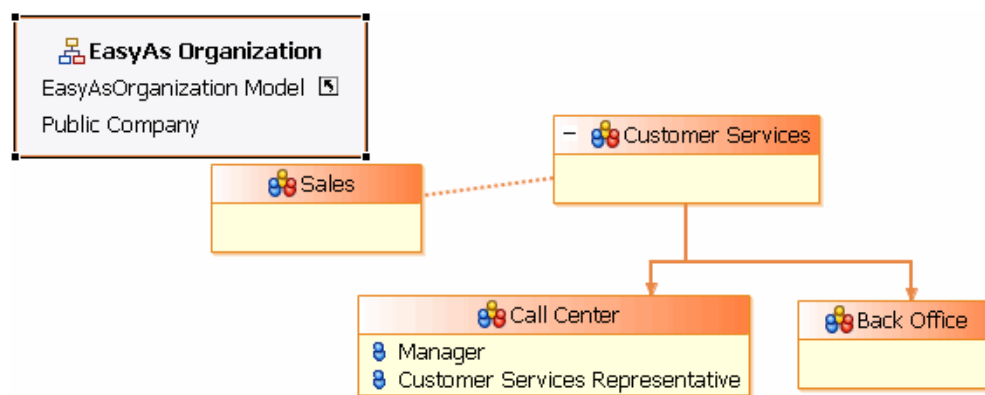 EasyAs Organization
EasyAsOrganization Model
Public Company
Customer Services
Sales
Call Center
Manager
Customer Services Representative
Back Office